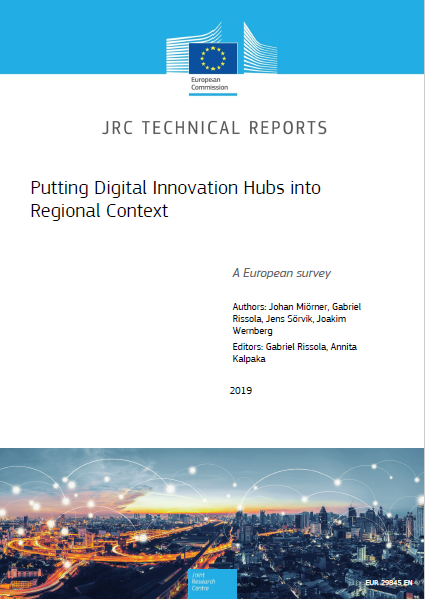 European
Commission
JRC TECHNICAL REPORTS
Putting Digital Innovation Hubs into
Regional Context
A European survey
Authors: Johan Miörner, Gabriel
Rissola, Jens Sörvik, Joakim
Wernberg
Editors: Gabriel Rissola, Annita
Kalpaka
2019
Joint
Research
Centre
EUR 29845 EN